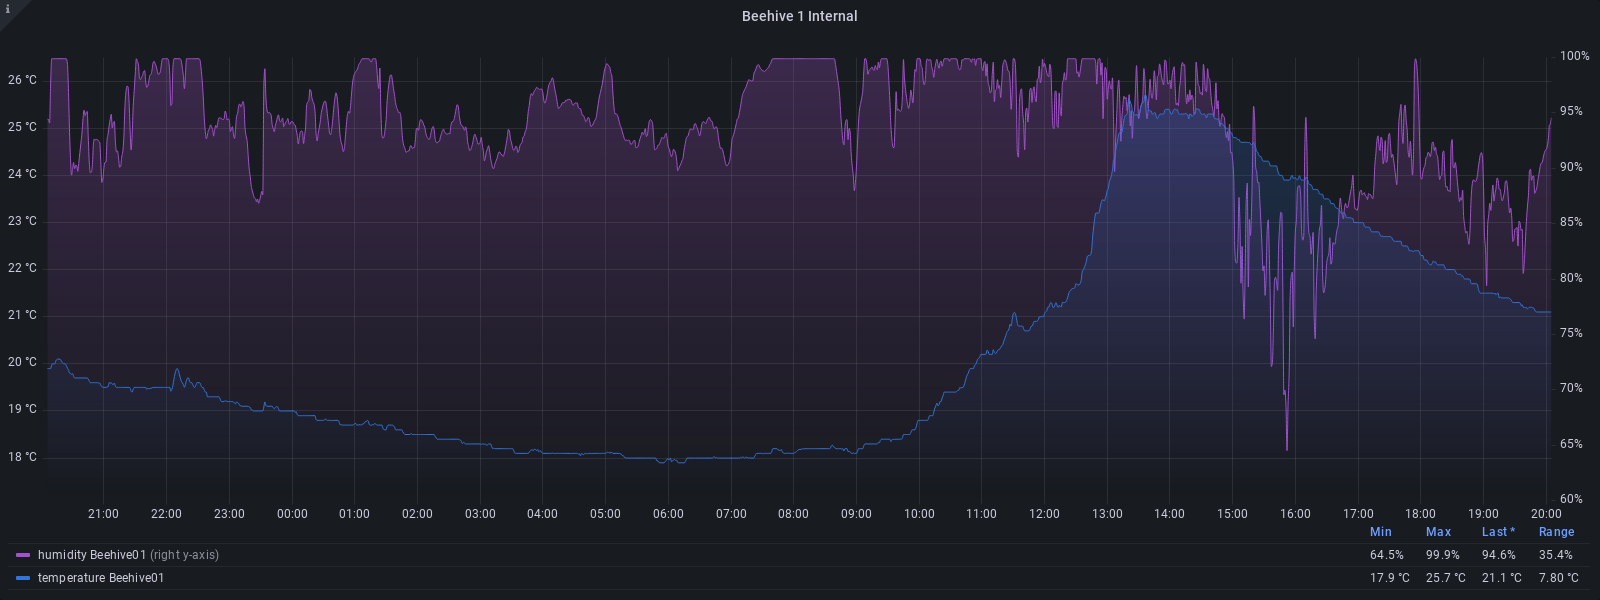 i
Beehive 1 Internal
26 °C
25 °C
24 °C
23 °C
22 °C
21 °C
20 °C
19 °C
18 °C
100%
95%
90%
85%
80%
75%
70%
65%
60%
21:00 22:00 23:00 00:00 01:00 02:00 03:00 04:00 05:00 06:00 07:00 08:00 09:00 10:00 11:00 12:00 13:00 14:00 15:00 16:00 17:00 18:00 19:00 20:00
Min Max Last * Range
humidity Beehive01 (right y-axis) 64.5% 99.9% 94.6% 35.4%
temperature Beehive01 17.9 °C 25.7 °C 21.1 °C 7.80 °C